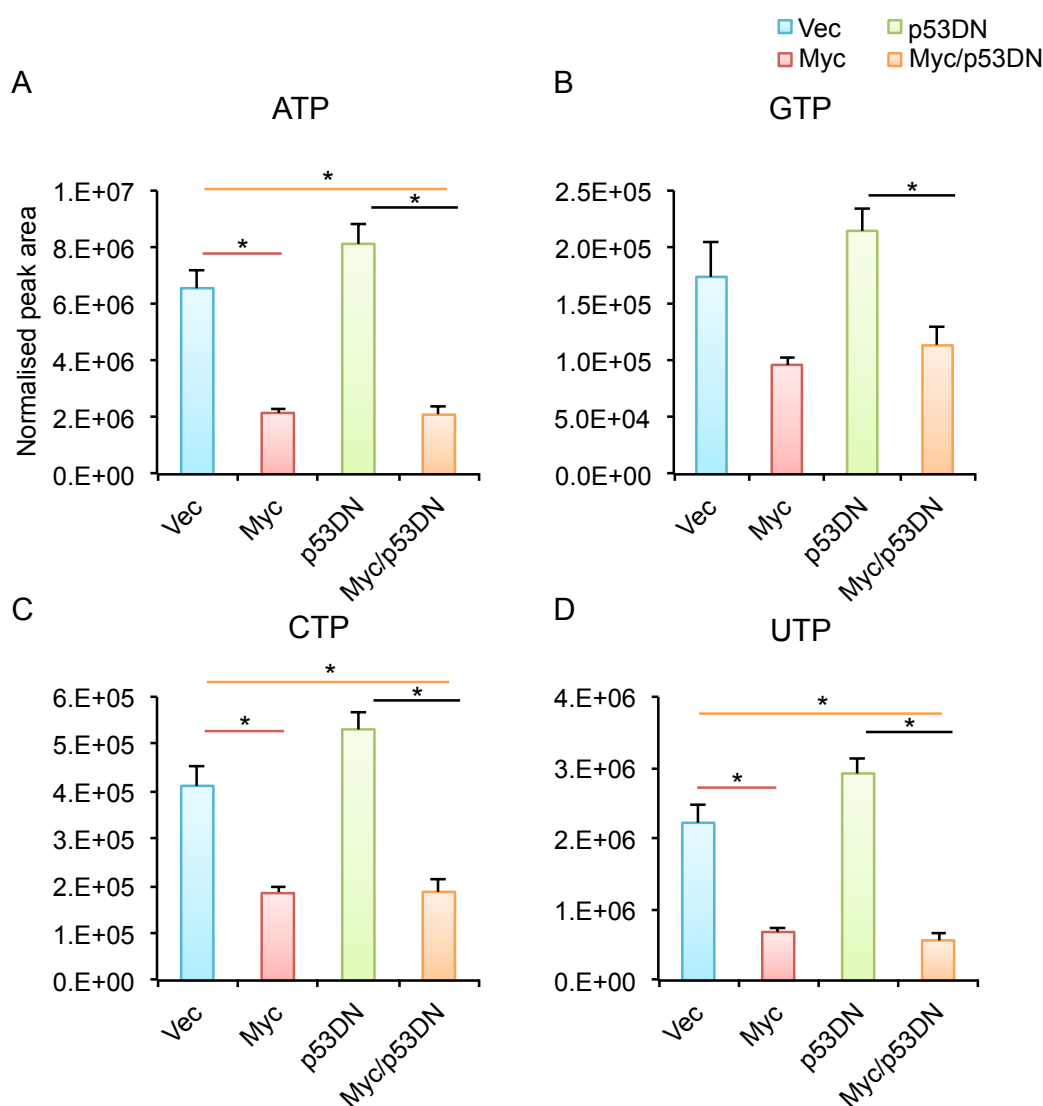 Vec p53DN
Myc Myc/p53DN
A B
ATP GTP
Normalised peak area
1.E+07
8.E+06
6.E+06
4.E+06
2.E+06
0.E+00
* * *
Vec Myc p53DN Myc/p53DN
2.5E+05
2.0E+05
1.5E+05
1.0E+05
5.0E+04
0.0E+00
*
Vec Myc p53DN Myc/p53DN
C D
CTP UTP
6.E+05
5.E+05
4.E+05
3.E+05
2.E+05
1.E+05
0.E+00
* * *
Vec Myc p53DN Myc/p53DN
4.E+06
3.E+06
2.E+06
1.E+06
0.E+00
* * *
Vec Myc p53DN Myc/p53DN